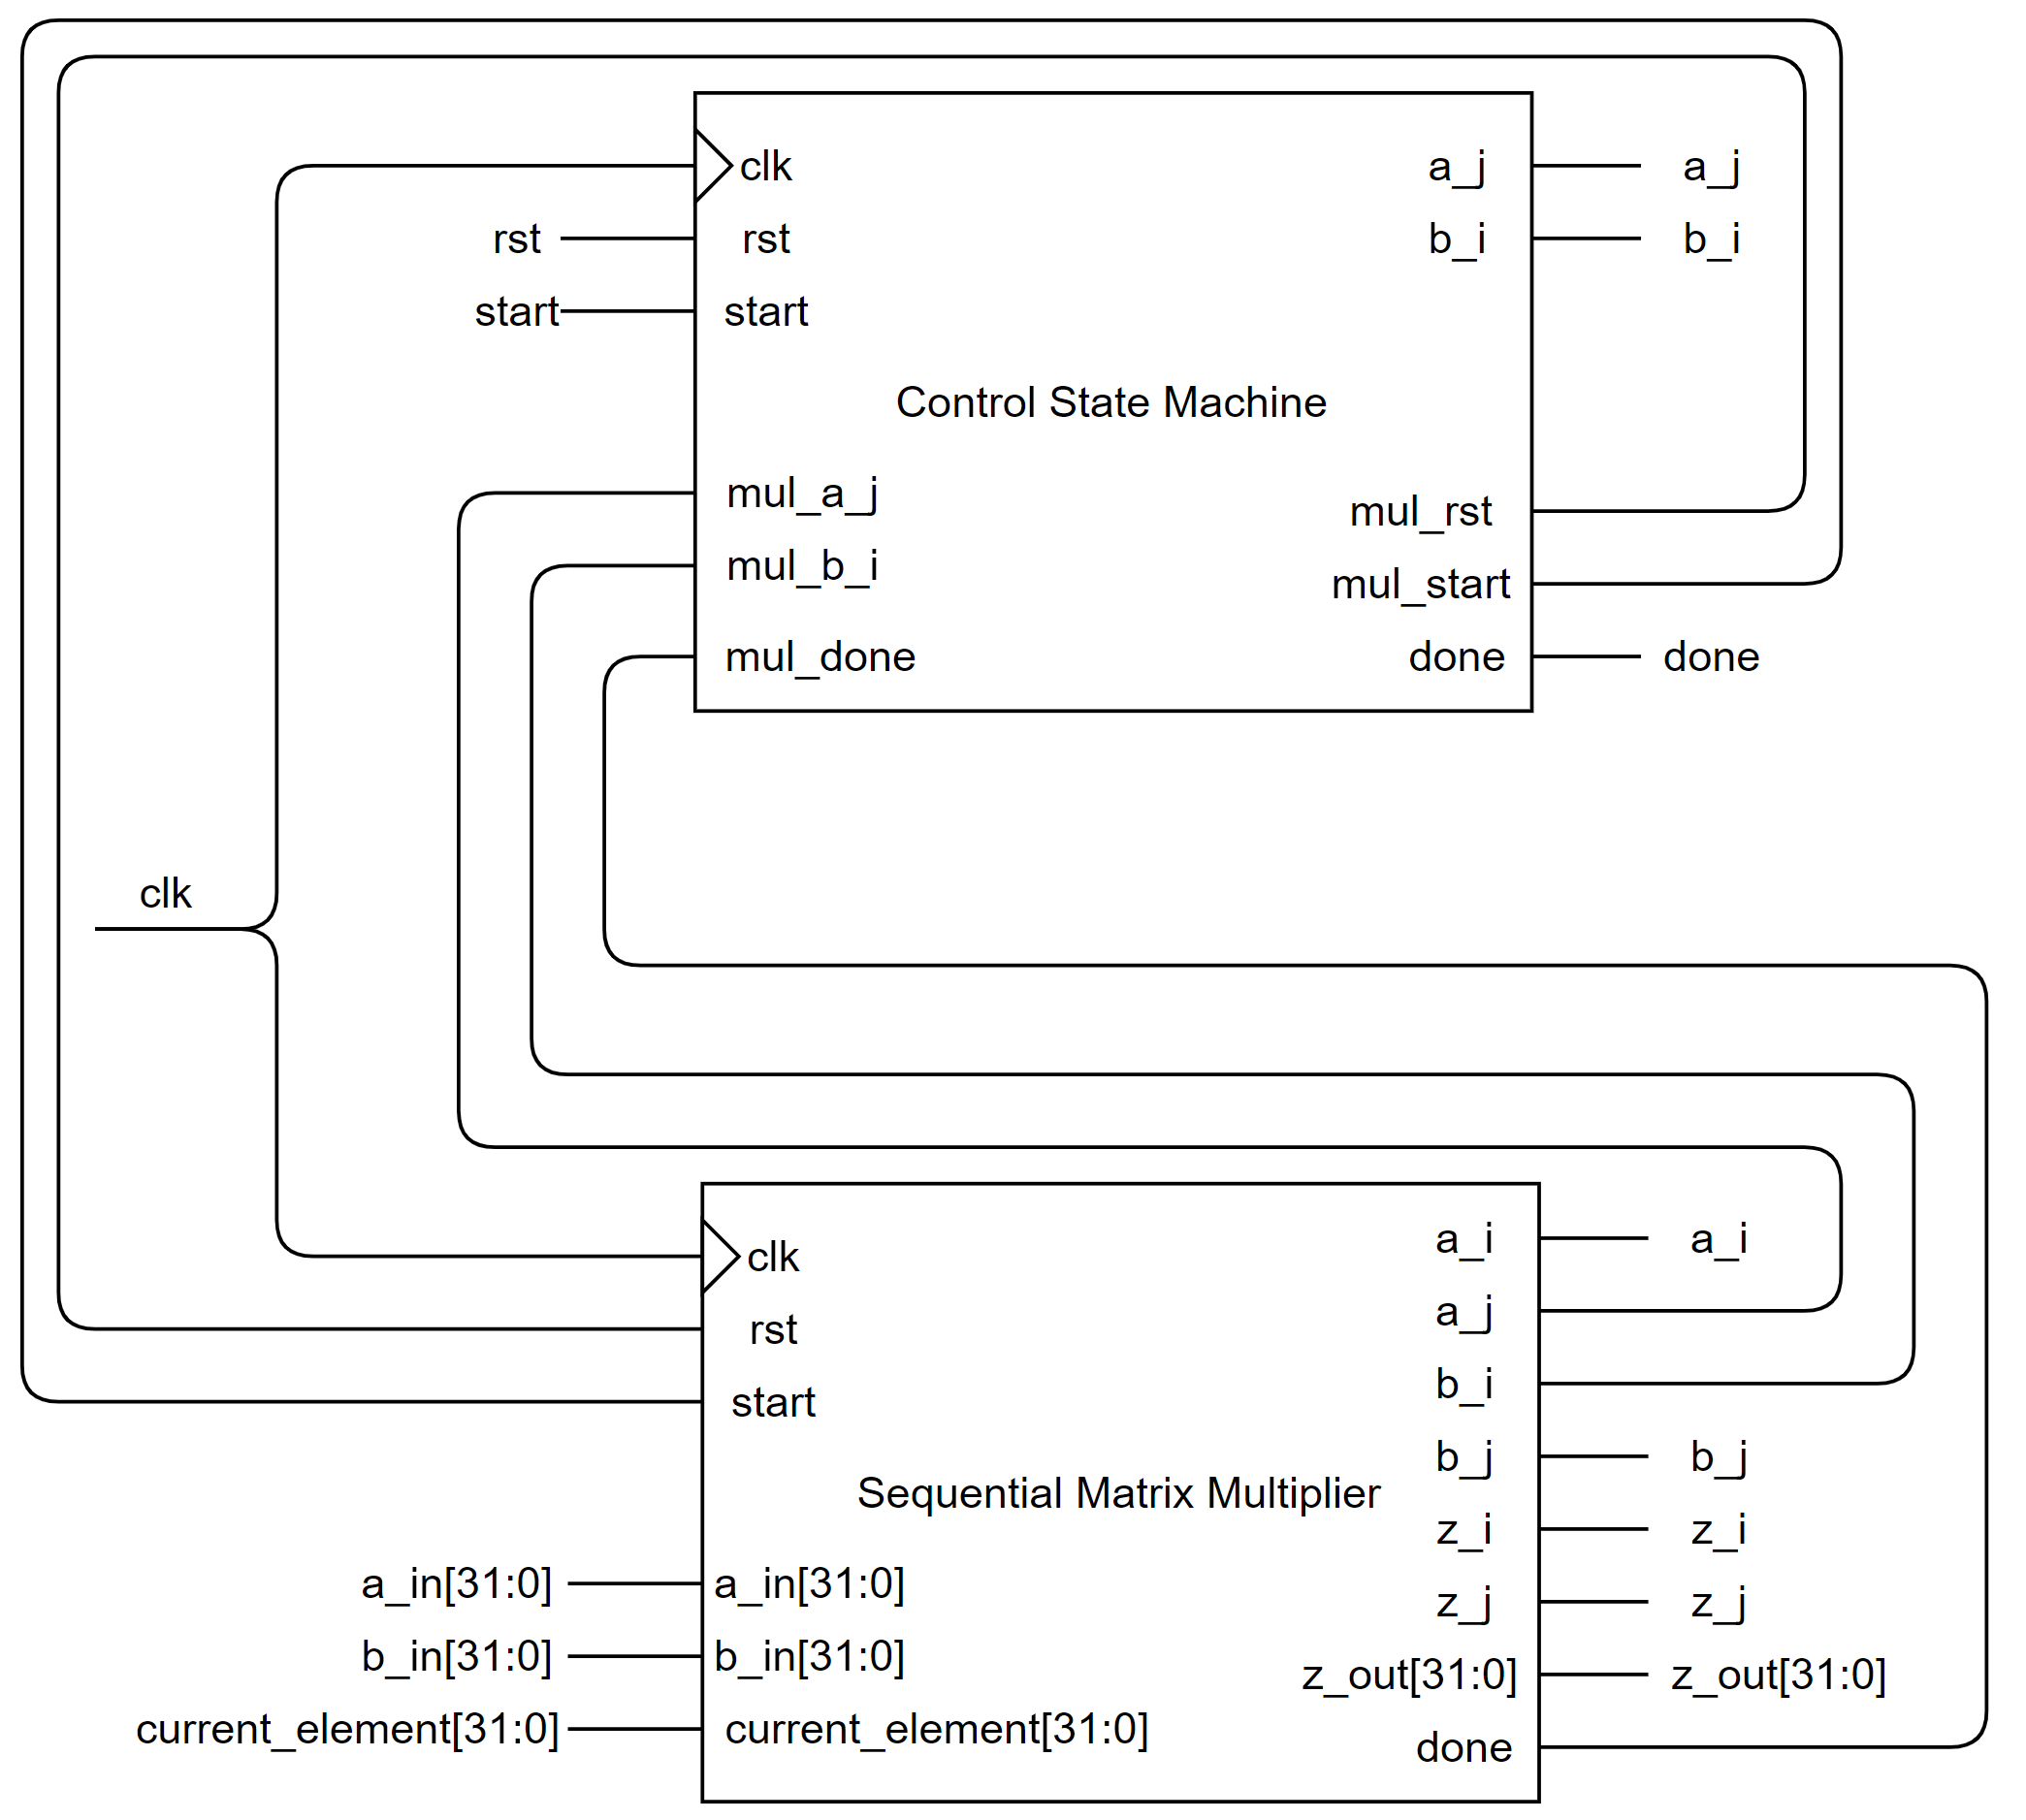 clk
a_j
a_j
rst
rst
b_i
b_i
start
start
Control State Machine
mul_a_j
mul_rst
mul_b_i
mul_start
mul_done
done
done
clk
a_i
a_i
clk
a_j
rst
b_i
start
b_j
b_j
Sequential Matrix Multiplier
z_i
z_i
a_in[31:0]
a_in[31:0]
z_j
z_j
b_in[31:0]
b_in[31:0]
z_out[31:0]
z_out[31:0]
current_element[31:0]
current_element[31:0]
done